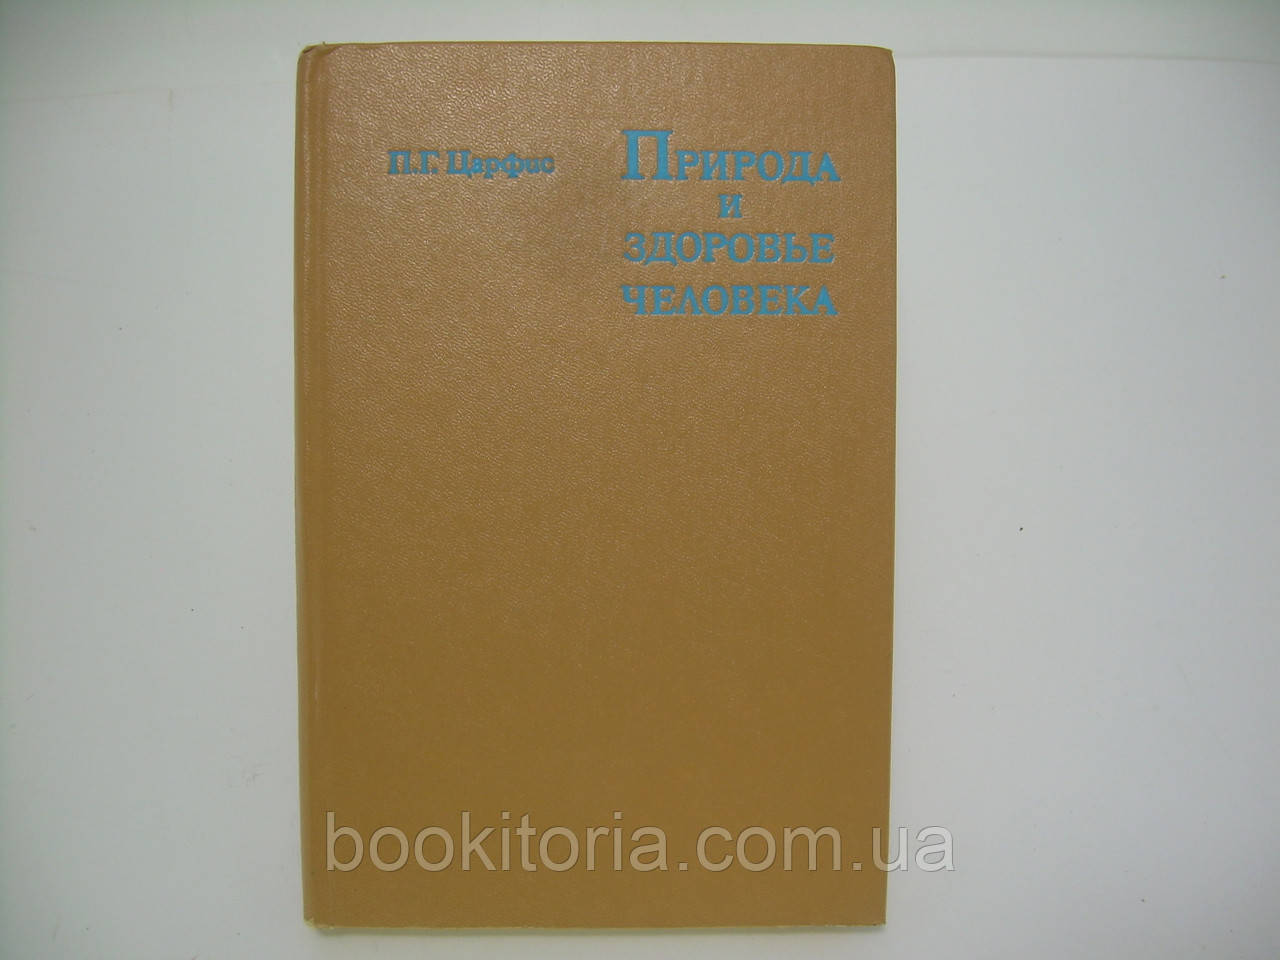 П.Г. Царфис
ПРИРОДА
И
ЗДОРОВЬЕ
ЧЕЛОВЕКА
bookitoria.com.ua